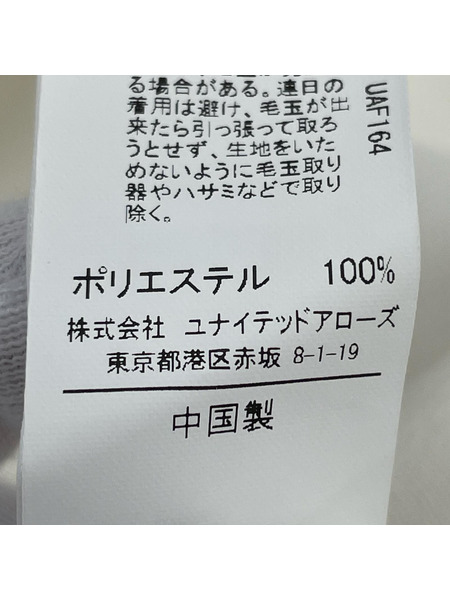 る場合がある。連日の
着用は避け、毛玉が出
来たら引っ張って取ろ
うとせず、生地をいた
めないように毛玉取り
器やハサミなどで取り
除く。
UAF164
ポリエステル 100%
株式会社 ユナイテッドアローズ
東京都港区赤坂 8-1-19
中国製